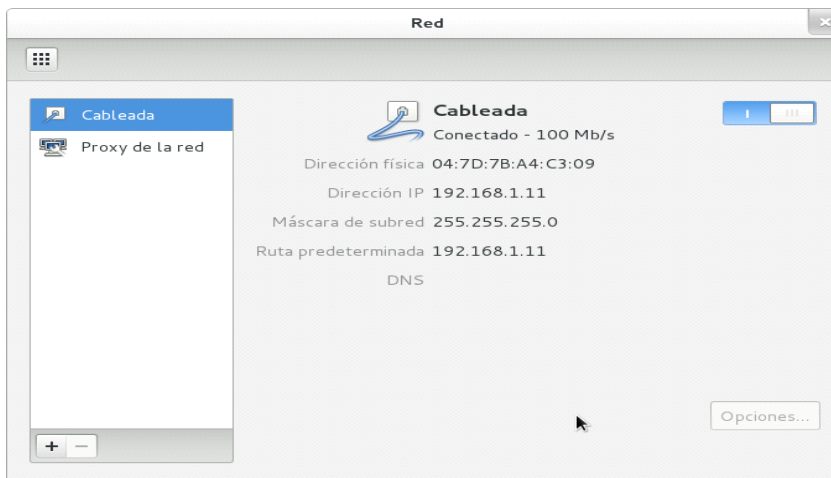 Red
Cableada
Proxy de la red
Cableada
Conectado - 100 Mb/s
Dirección física 04:7D:7B:A4:C3:09
Dirección IP 192.168.1.11
Máscara de subred 255.255.255.0
Ruta predeterminada 192.168.1.11
DNS
Opciones...